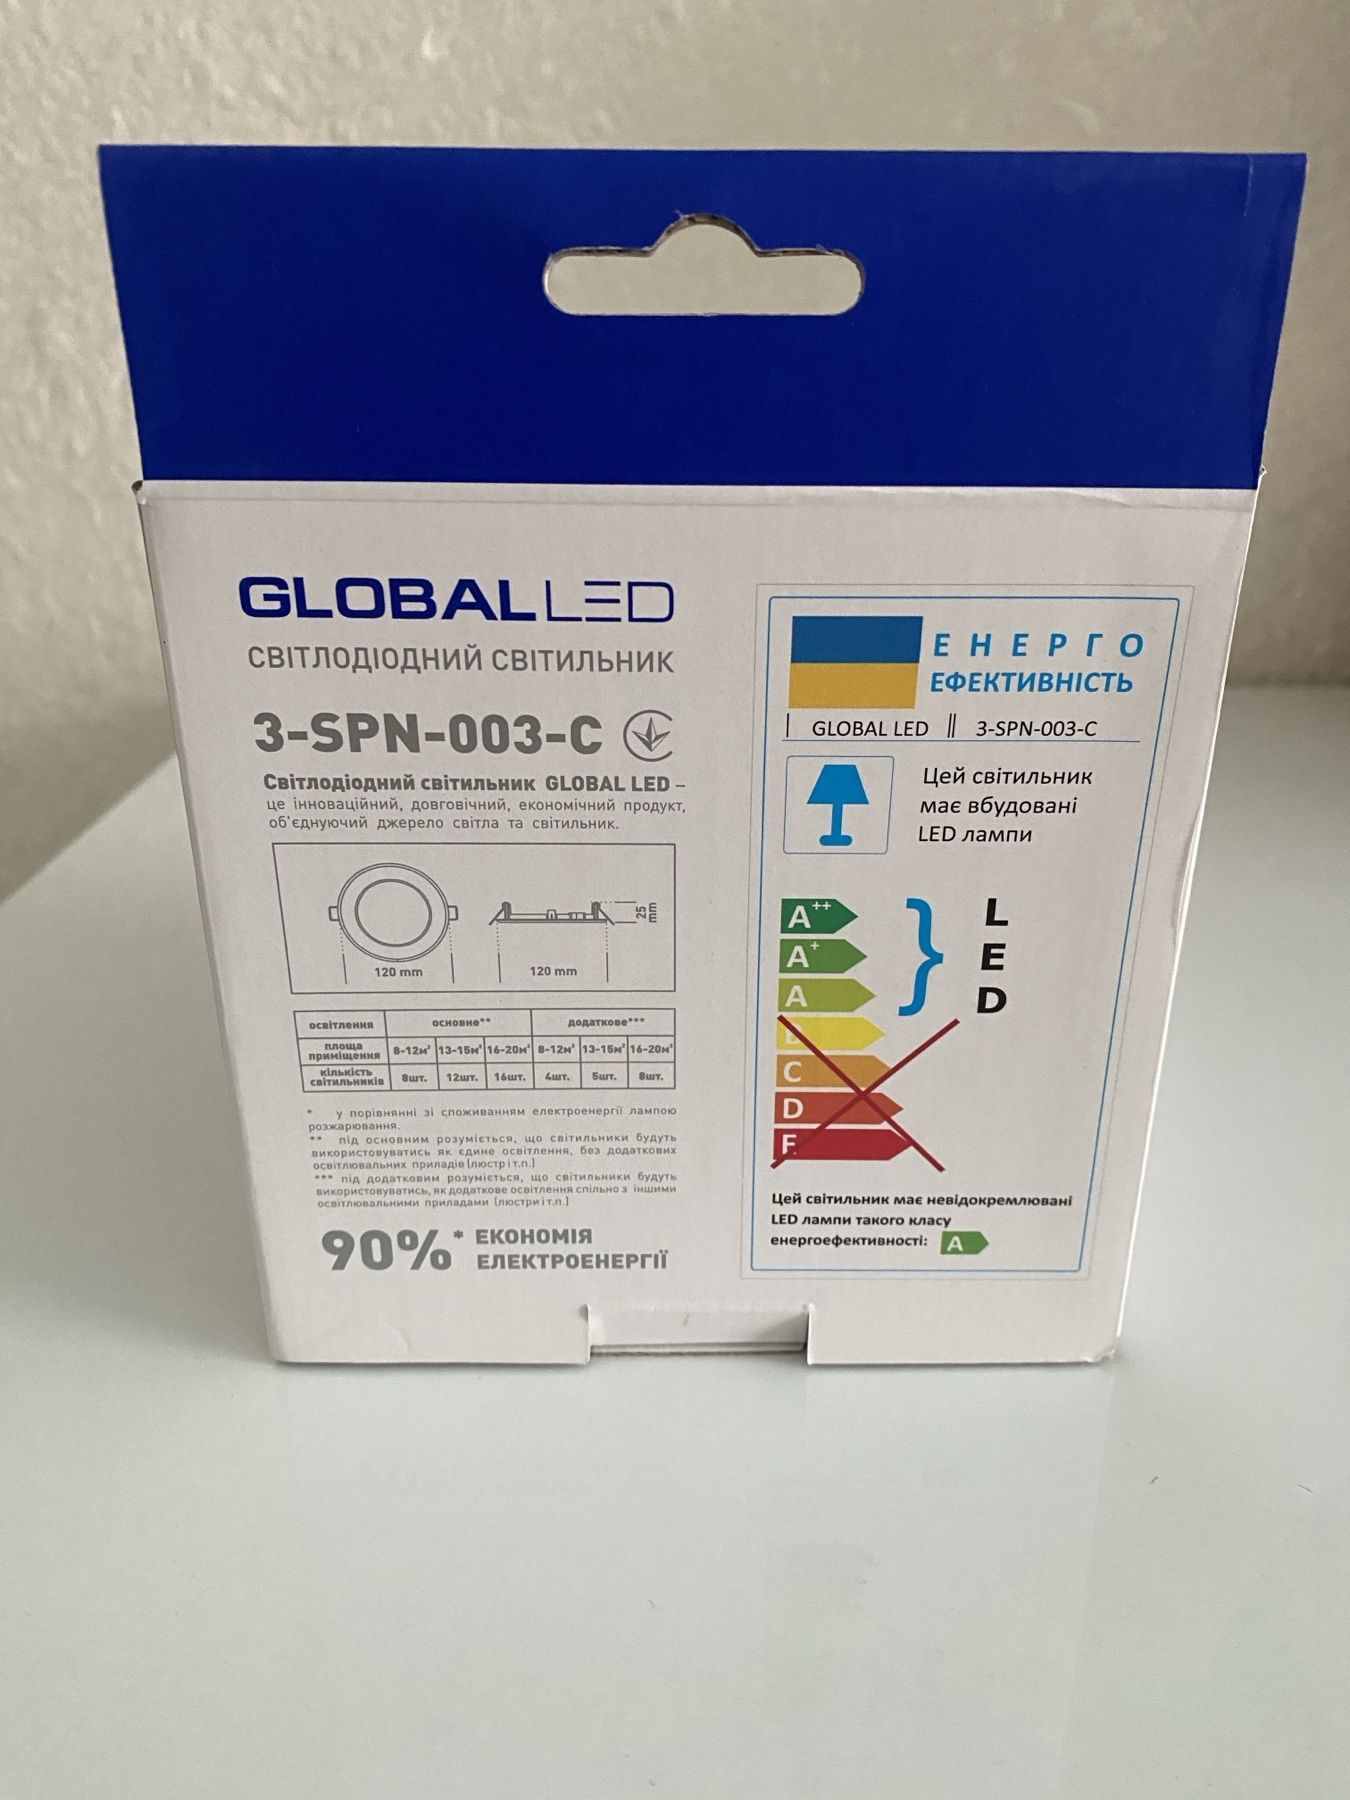 GLOBAL LED
СВІТЛОДІОДНИЙ СВІТИЛЬНИК
3-SPN-003-C
Світлодіодний світильник GLOBAL LED –
це інноваційний, довговічний, економічний продукт,
об'єднуючий джерело світла та світильник.
25 mm
120 mm 120 mm
освітлення основне** додаткове***
площа приміщення 8-12м² 13-15м² 16-20м² 8-12м² 13-15м² 16-20м²
кількість світильників 8шт. 12шт. 16шт. 4шт. 5шт. 8шт.
* у порівнянні зі споживанням електроенергії лампою
розжарювання.
** під основним розуміється, що світильники будуть
використовуватись як єдине освітлення, без додаткових
освітлювальних приладів (люстр і т.п.)
*** під додатковим розуміється, що світильники будуть
використовуватись, як додаткове освітлення спільно з іншими
освітлювальними приладами (люстри і т.п.)
90%* ЕКОНОМІЯ
ЕЛЕКТРОЕНЕРГІЇ
ЕНЕРГО
ЕФЕКТИВНІСТЬ
I GLOBAL LED II 3-SPN-003-C
Цей світильник
має вбудовані
LED лампи
A++
A+
A
B
C
D
E
L
E
D
Цей світильник має невідокремлювані
LED лампи такого класу
енергоефективності: A